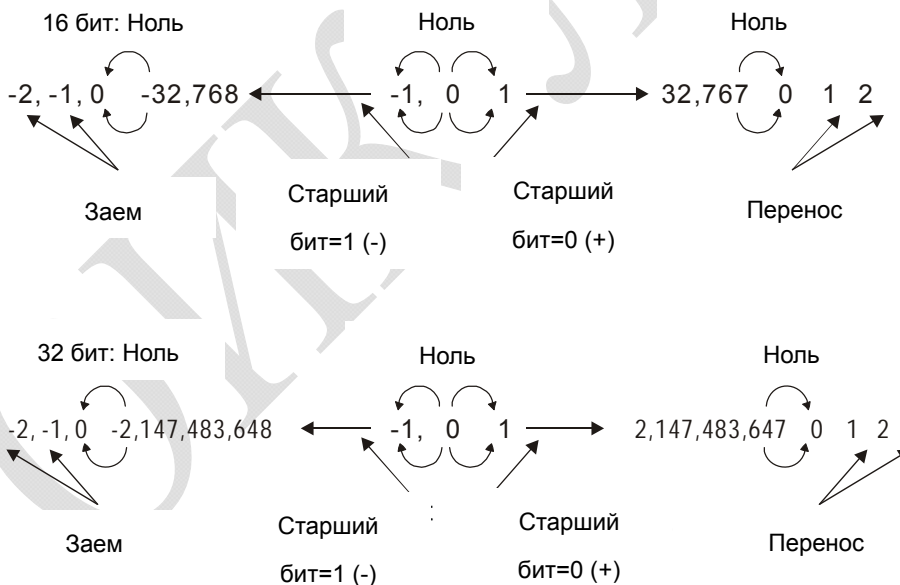 16 бит: Ноль Ноль Ноль
-2, -1, 0 -32,768 -1, 0 1 32,767 0 1 2
Заем Старший бит=1 (-) Старший бит=0 (+) Перенос
32 бит: Ноль Ноль Ноль
-2, -1, 0 -2,147,483,648 -1, 0 1 2,147,483,647 0 1 2
Заем Старший бит=1 (-) Старший бит=0 (+) Перенос